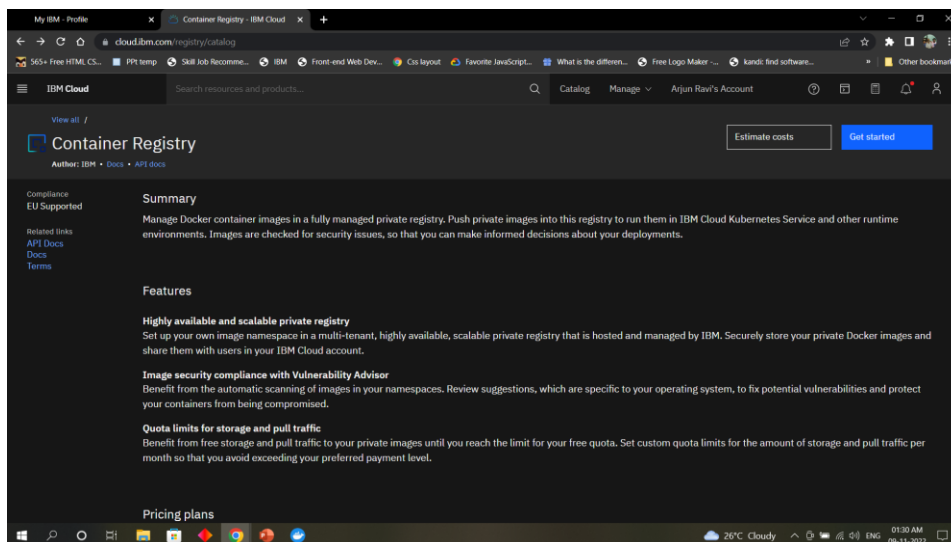 My IBM - Profile
Container Registry - IBM Cloud
cloud.ibm.com/registry/catalog
565+ Free HTML, CS...
PPt temp
Skill Job Recomme...
IBM
Front-end Web Dev...
Css layout
Favorite JavaScript...
What is the differen...
Free Logo Maker -...
kandic find software...
Other bookmar
IBM Cloud
Search resources and products...
Catalog
Manage
Arjun Ravi's Account
View all /
Container Registry
Estimate costs
Get started
Author: IBM • Docs • API docs
Compliance
EU Supported
Related links
API Docs
Docs
Terms
Summary
Manage Docker container images in a fully managed private registry. Push private images into this registry to run them in IBM Cloud Kubernetes Service and other runtime
environments. Images are checked for security issues, so that you can make informed decisions about your deployments.
Features
Highly available and scalable private registry
Set up your own image namespace in a multi-tenant, highly available, scalable private registry that is hosted and managed by IBM. Securely store your private Docker images and
share them with users in your IBM Cloud account.
Image security compliance with Vulnerability Advisor
Benefit from the automatic scanning of images in your namespaces. Review suggestions, which are specific to your operating system, to fix potential vulnerabilities and protect
your containers from being compromised.
Quota limits for storage and pull traffic
Benefit from free storage and pull traffic to your private images until you reach the limit for your free quota. Set custom quota limits for the amount of storage and pull traffic per
month so that you avoid exceeding your preferred payment level.
Pricing plans
26°C Cloudy
ENG
01:30 AM
09-11-2022